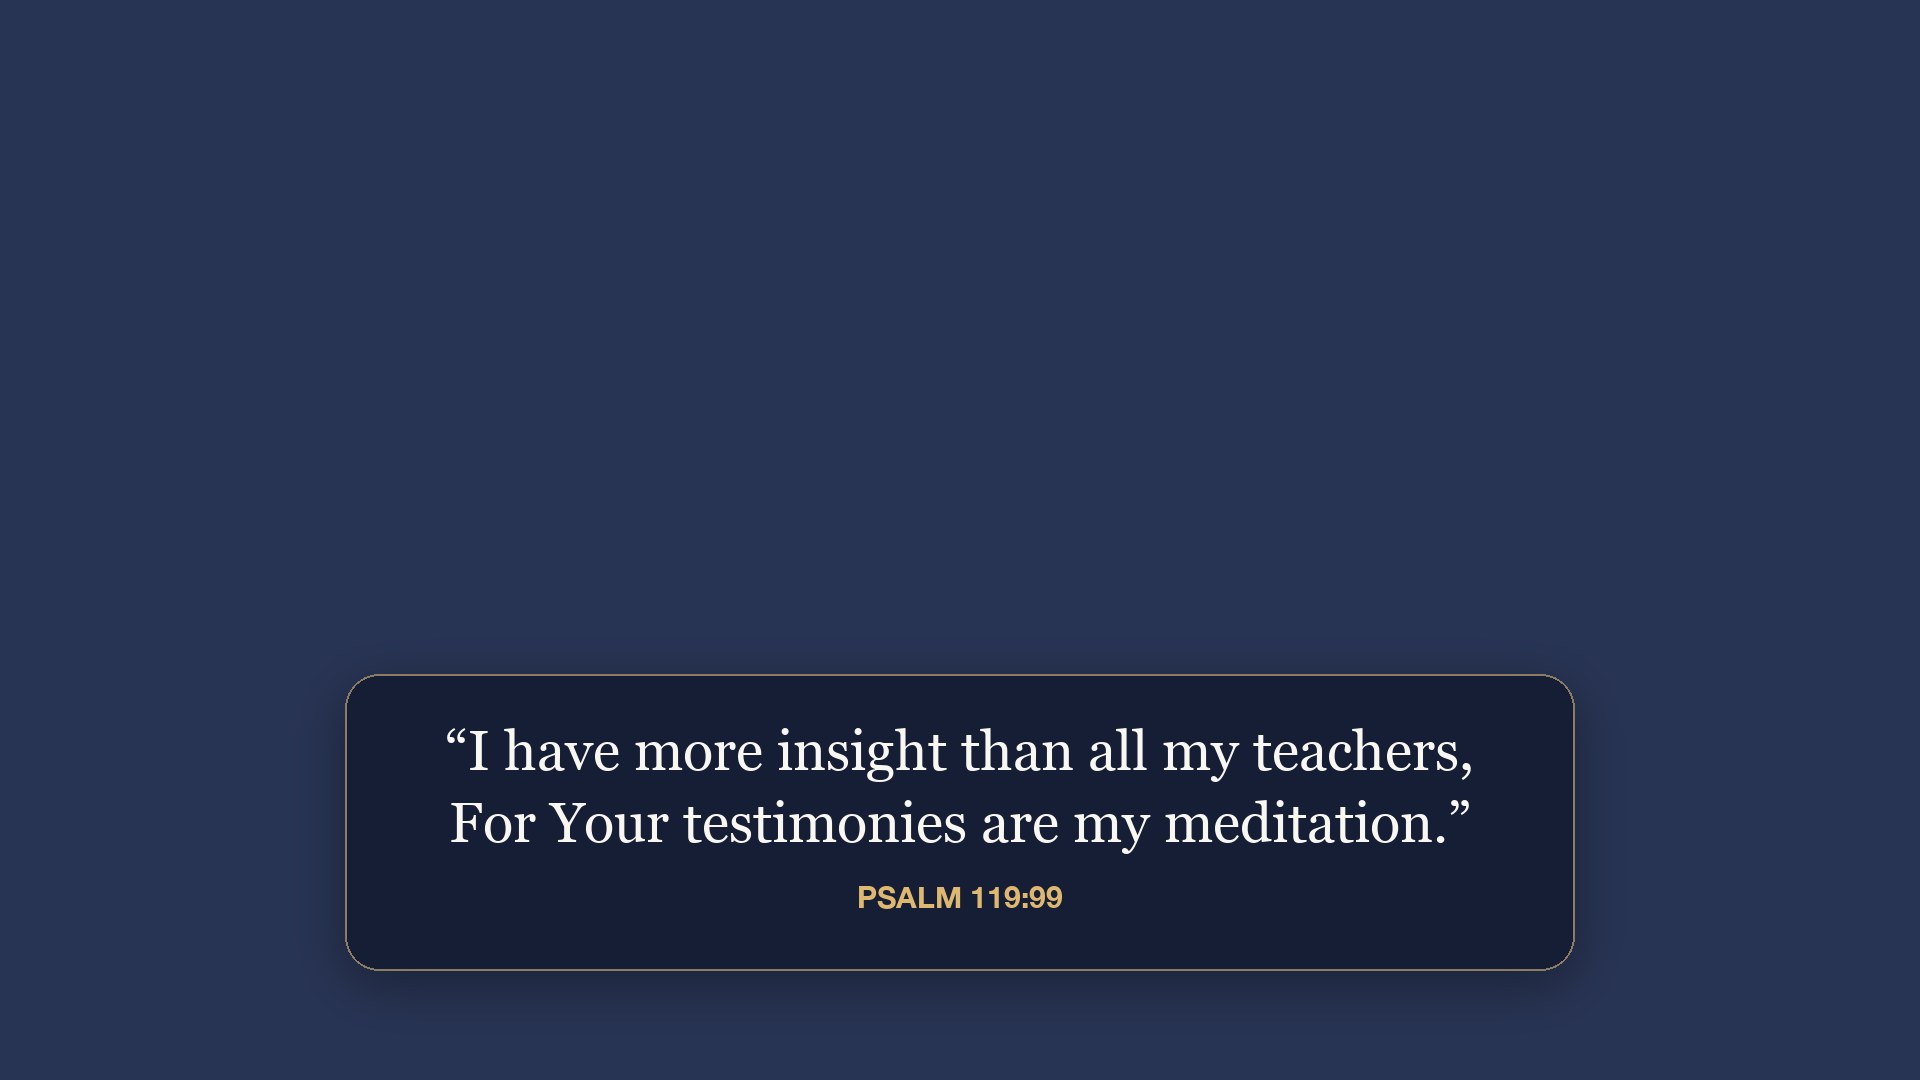 “I have more insight than all my teachers,
For Your testimonies are my meditation.”
PSALM 119:99